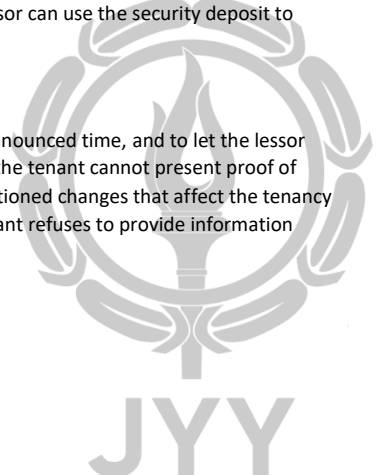 sor can use the security deposit to
nounced time, and to let the lessor
the tenant cannot present proof of
tioned changes that affect the tenancy
ant refuses to provide information
JYY